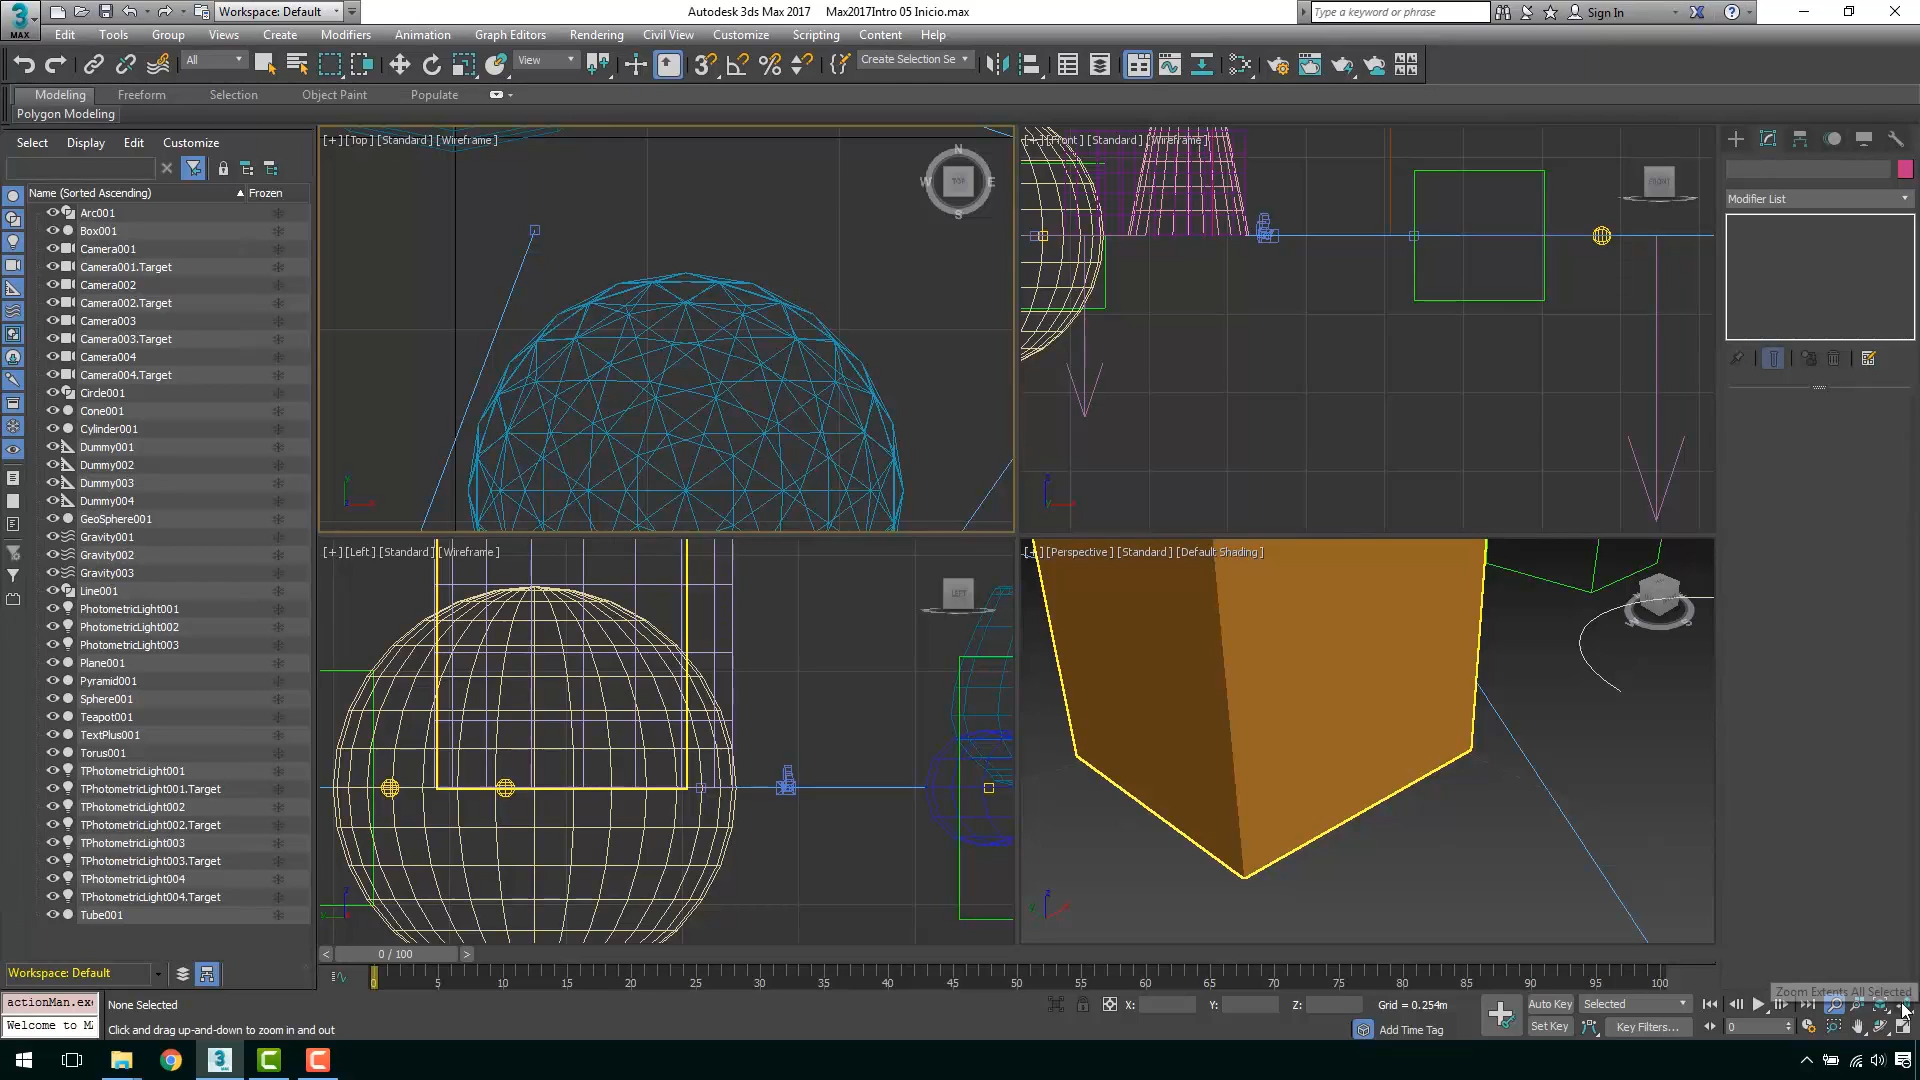 3
MAX
Workspace: Default
Autodesk 3ds Max 2017    Max2017Intro 05 Inicio.max
Type a keyword or phrase
Sign In
Edit Tools Group Views Create Modifiers Animation Graph Editors Rendering Civil View Customize Scripting Content Help
All
View
Create Selection Se
Modeling Freeform Selection Object Paint Populate
Polygon Modeling
Select Display Edit Customize
Name (Sorted Ascending) Frozen
Arc001
Box001
Camera001
Camera001.Target
Camera002
Camera002.Target
Camera003
Camera003.Target
Camera004
Camera004.Target
Circle001
Cone001
Cylinder001
Dummy001
Dummy002
Dummy003
Dummy004
GeoSphere001
Gravity001
Gravity002
Gravity003
Line001
PhotometricLight001
PhotometricLight002
PhotometricLight003
Plane001
Pyramid001
Sphere001
Teapot001
TextPlus001
Torus001
TPhotometricLight001
TPhotometricLight001.Target
TPhotometricLight002
TPhotometricLight002.Target
TPhotometricLight003
TPhotometricLight003.Target
TPhotometricLight004
TPhotometricLight004.Target
Tube001
[+] [Top] [Standard] [Wireframe]
N
W TOP E
S
[+] [Front] [Standard] [Wireframe]
FRONT
[+] [Left] [Standard] [Wireframe]
LEFT
[+] [Perspective] [Standard] [Default Shading]
Modifier List
Workspace: Default
< 0 / 100 >
0 5 10 15 20 25 30 35 40 45 50 55 60 65 70 75 80 85 90 95 100
Zoom Extents All Selected
actionMan.exe
None Selected
X:
Y:
Z:
Grid = 0.254m
Auto Key
Selected
Welcome to M
Click and drag up-and-down to zoom in and out
Add Time Tag
Set Key
Key Filters...
0